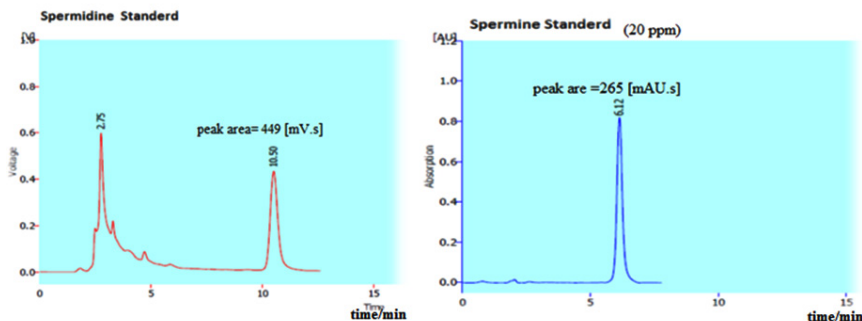 Spermidine Standerd
[V]
1.0
0.8
0.6
0.4
0.2
0.0
Voltage
2.75
peak area= 449 [mV.s]
10.50
0
5
10
15
Time
time/min
Spermine Standerd
(20 ppm)
[AU]
1.2
1.0
0.8
0.6
0.4
0.2
0.0
Absorption
peak are =265 [mAU.s]
6.12
0
5
10
15
time/min